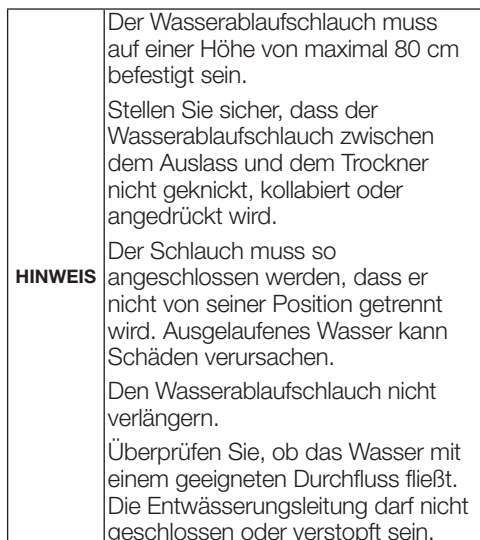 Der Wasserablaufschlauch muss
auf einer Höhe von maximal 80 cm
befestigt sein.
Stellen Sie sicher, dass der
Wasserablaufschlauch zwischen
dem Auslass und dem Trockner
nicht geknickt, kollabiert oder
angedrückt wird.
Der Schlauch muss so
HINWEIS angeschlossen werden, dass er
nicht von seiner Position getrennt
wird. Ausgelaufenes Wasser kann
Schäden verursachen.
Den Wasserablaufschlauch nicht
verlängern.
Überprüfen Sie, ob das Wasser mit
einem geeigneten Durchfluss fließt.
Die Entwässerungsleitung darf nicht
geschlossen oder verstopft sein.